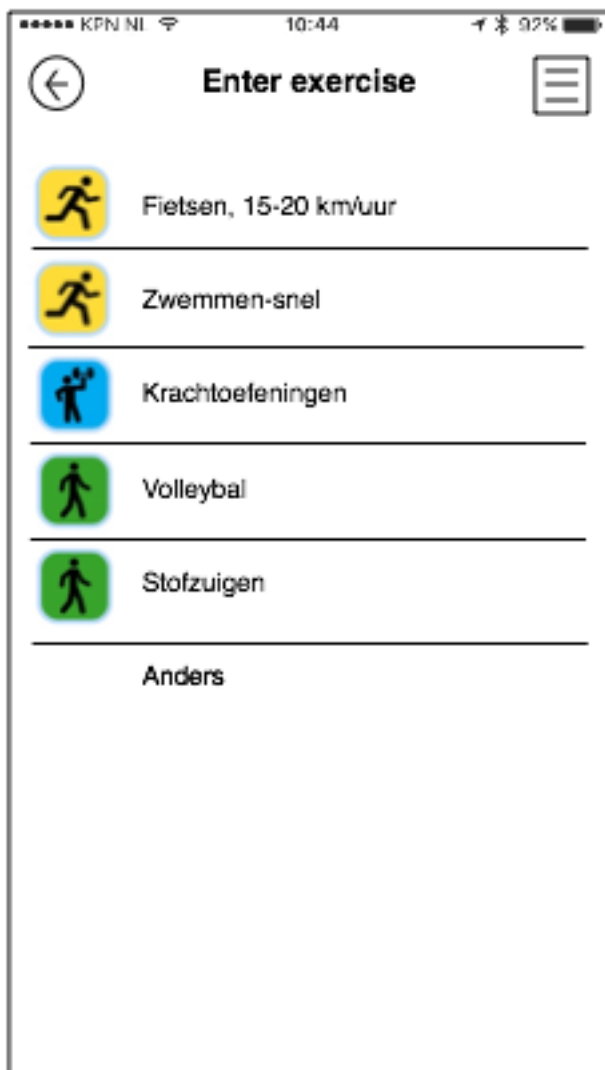 KPN NL 10:44 92%
Enter exercise
Fietsen, 15-20 km/uur
Zwemmen-snel
Krachtoefeningen
Volleybal
Stofzuigen
Anders